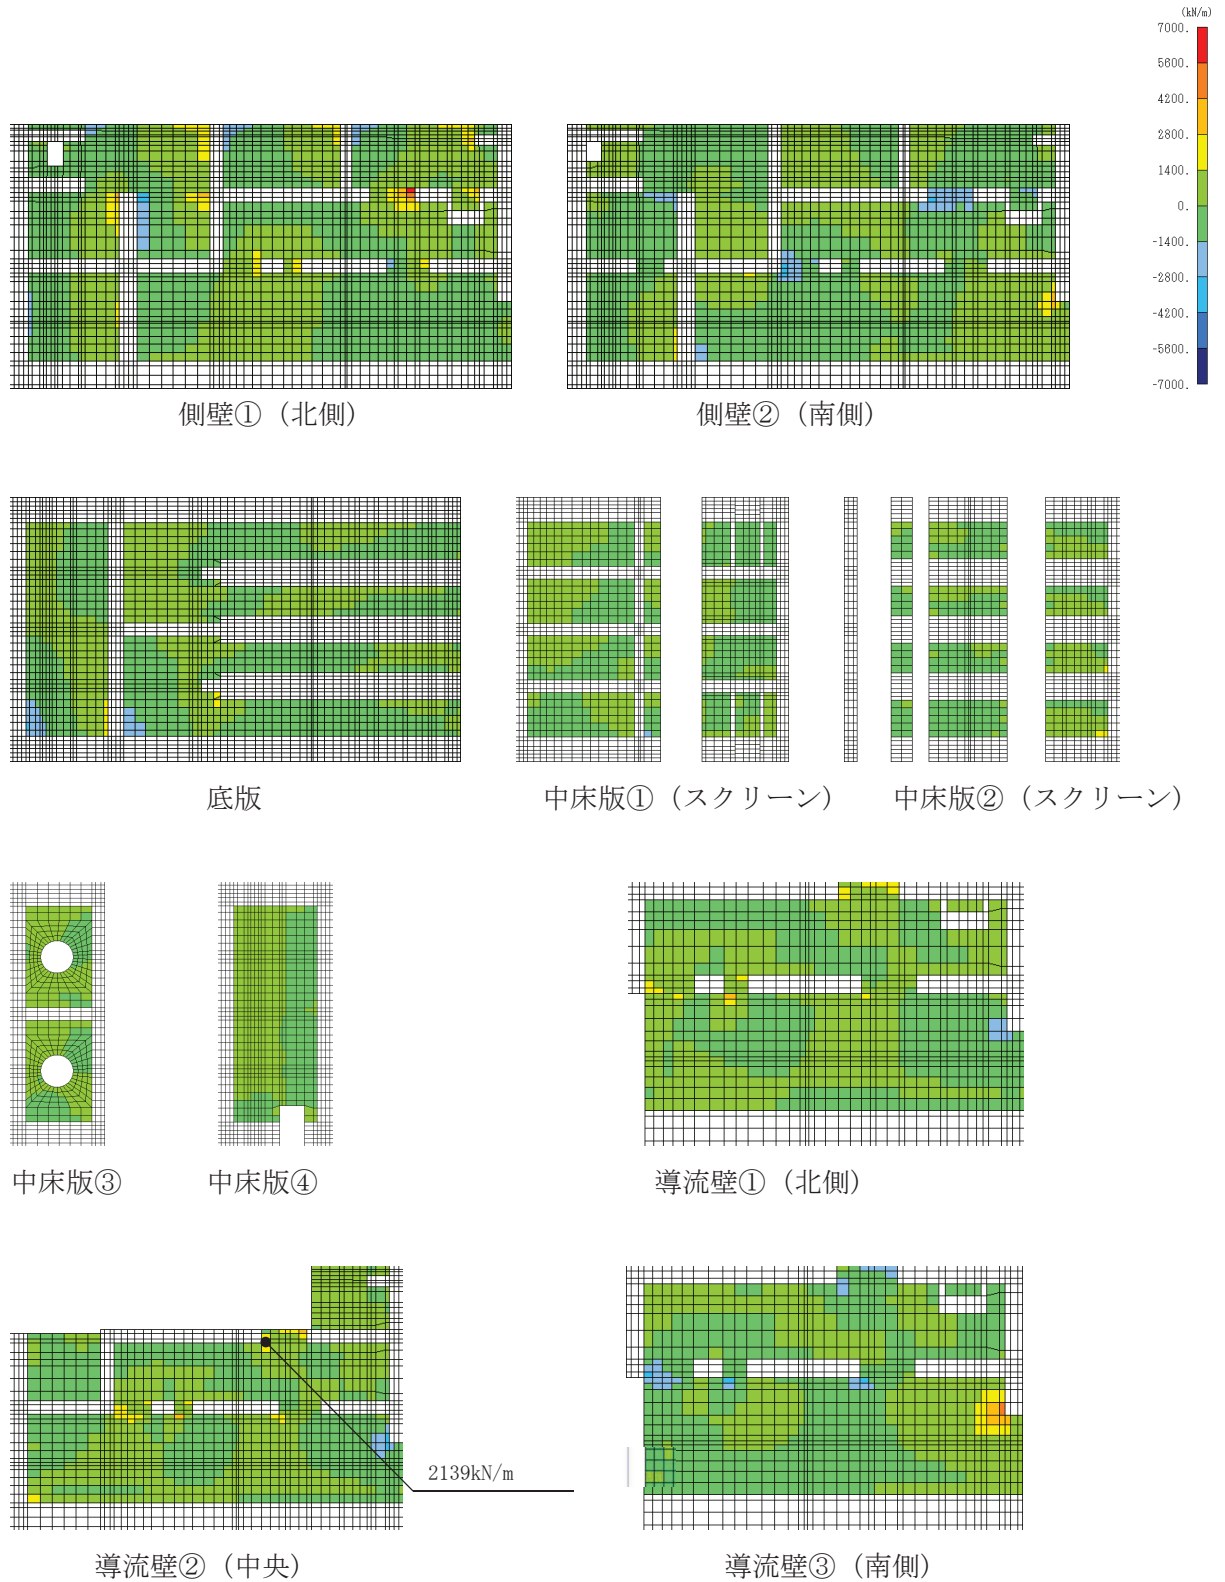 (kN/m)
7000.
5600.
4200.
2800.
1400.
0.
-1400.
-2800.
-4200.
-5600.
-7000.
側壁①（北側）
側壁②（南側）
底版
中床版①（スクリーン）
中床版②（スクリーン）
中床版③
中床版④
導流壁①（北側）
2139kN/m
導流壁②（中央）
導流壁③（南側）